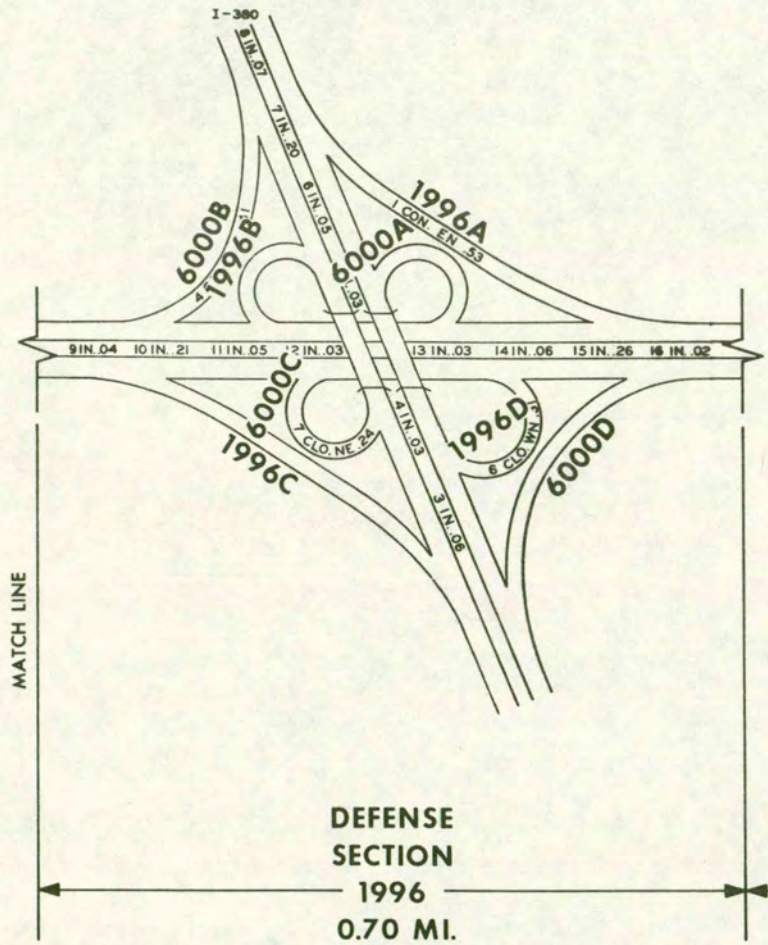 I-380
8 IN. .07
7 IN. .20
6 IN. .05
1996A
1 CON. EN .53
6000B
1996B
6000A
.03
9 IN. .04 10 IN. .21 11 IN. .05 12 IN. .03 13 IN. .03 14 IN. .06 15 IN. .26 16 IN. .02
6000C
7 CLO. NE .24
1996C
4 IN. .03
1996D
6 CLO. WN
6000D
3 IN. .06
MATCH LINE
DEFENSE
SECTION
1996
0.70 MI.